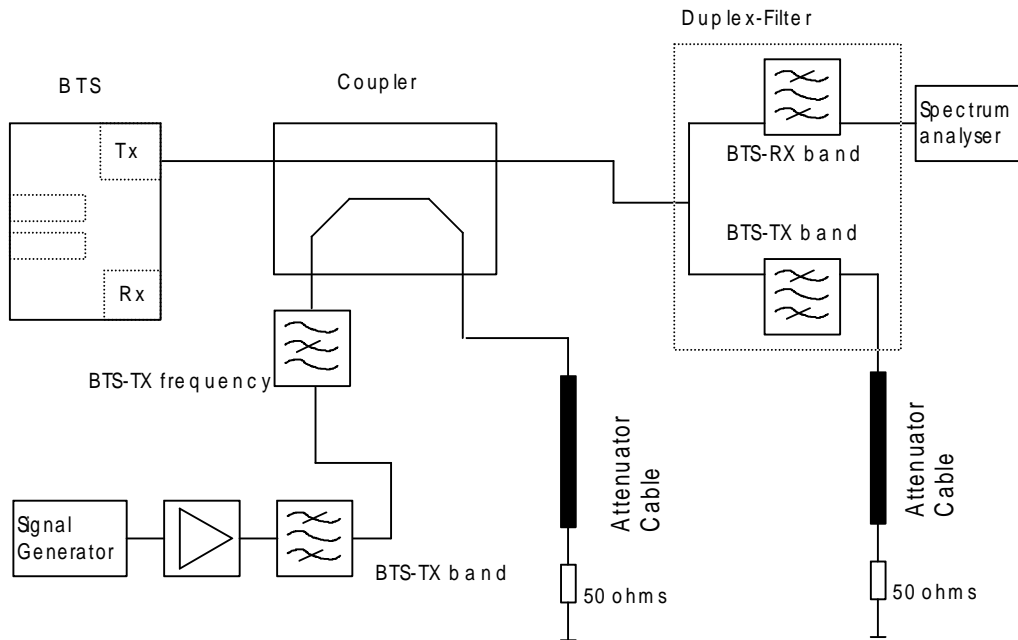 Duplex-Filter
BTS
Coupler
Tx
Rx
Spectrum
analyser
BTS-RX band
BTS-TX band
BTS-TX frequency
Signal
Generator
BTS-TX band
Attenuator
Cable
50 ohms
Attenuator
Cable
50 ohms